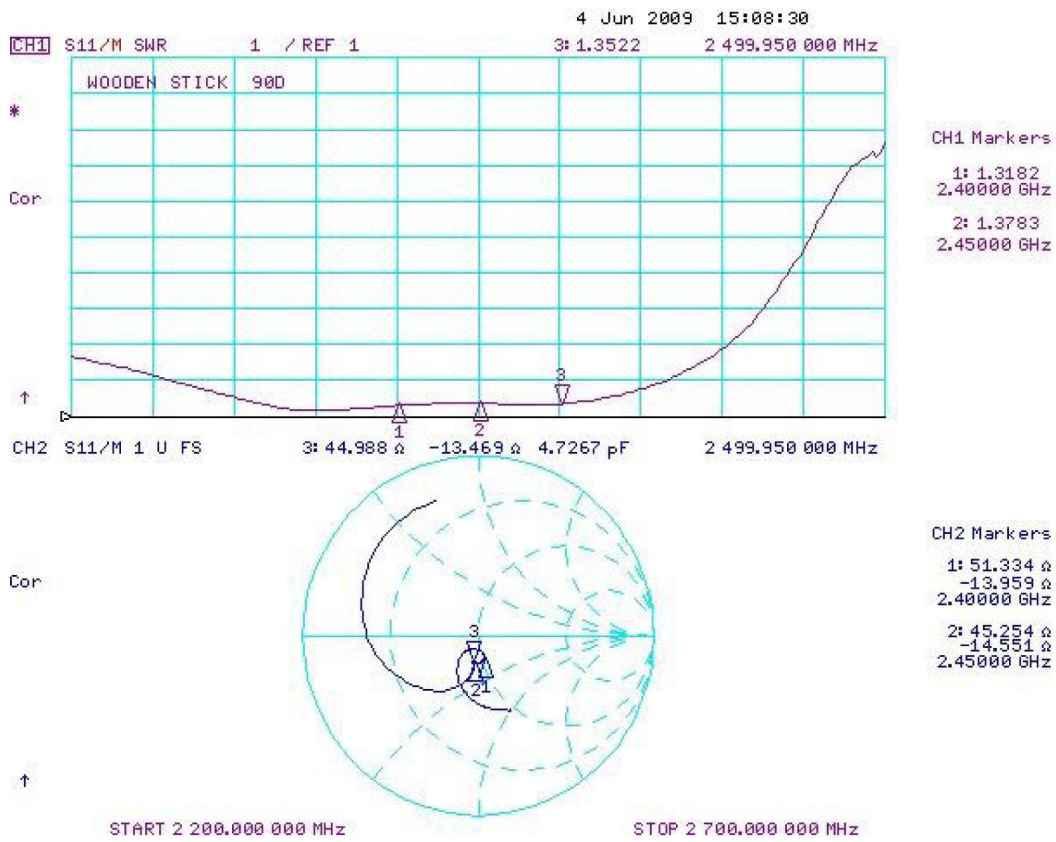 4 Jun 2009 15:08:30
CH1 S11/M SWR 1 / REF 1 3: 1.3522 2 499.950 000 MHz
WOODEN STICK 90D
*
Cor
CH1 Markers
1: 1.3182
2.40000 GHz
2: 1.3783
2.45000 GHz
↑
3
1 2
CH2 S11/M 1 U FS 3: 44.988 Ω -13.469 Ω 4.7267 pF 2 499.950 000 MHz
Cor
CH2 Markers
1: 51.334 Ω
-13.959 Ω
2.40000 GHz
2: 45.254 Ω
-14.551 Ω
2.45000 GHz
3
2 1
↑
START 2 200.000 000 MHz STOP 2 700.000 000 MHz